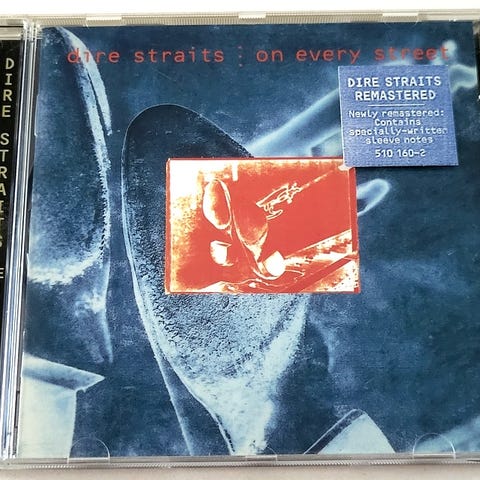 dire straits : on every street
DIRE STRAITS
REMASTERED
Newly remastered:
Contains
specially-written
sleeve notes
510 160-2
DIRE STRAITS